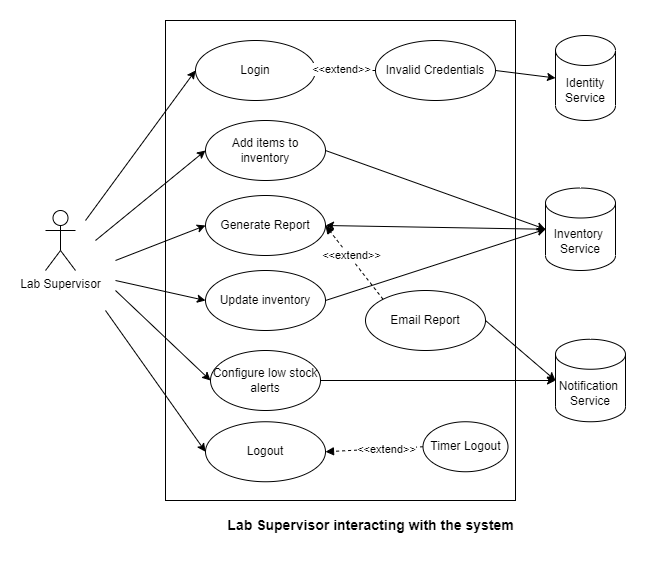 Login
<<extend>>
Invalid Credentials
Identity
Service
Add items to
inventory
Generate Report
Inventory
Service
<<extend>>
Lab Supervisor
Update inventory
Email Report
Configure low stock
alerts
Notification
Service
Logout
<<extend>>
Timer Logout
Lab Supervisor interacting with the system